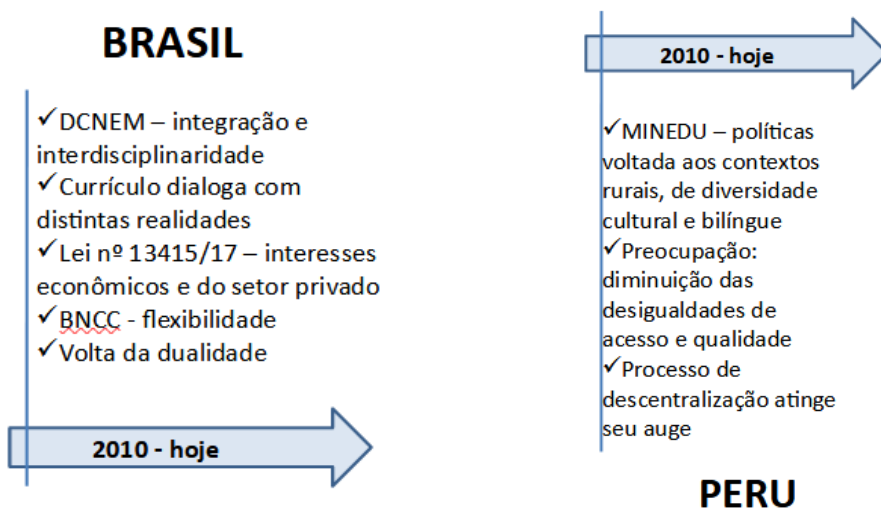 BRASIL
✓DCNEM – integração e
interdisciplinaridade
✓Currículo dialoga com
distintas realidades
✓Lei nº 13415/17 – interesses
econômicos e do setor privado
✓BNCC - flexibilidade
✓Volta da dualidade
2010 - hoje
2010 - hoje
✓MINEDU – políticas
voltada aos contextos
rurais, de diversidade
cultural e bilíngue
✓Preocupação:
diminuição das
desigualdades de
acesso e qualidade
✓Processo de
descentralização atinge
seu auge
PERU